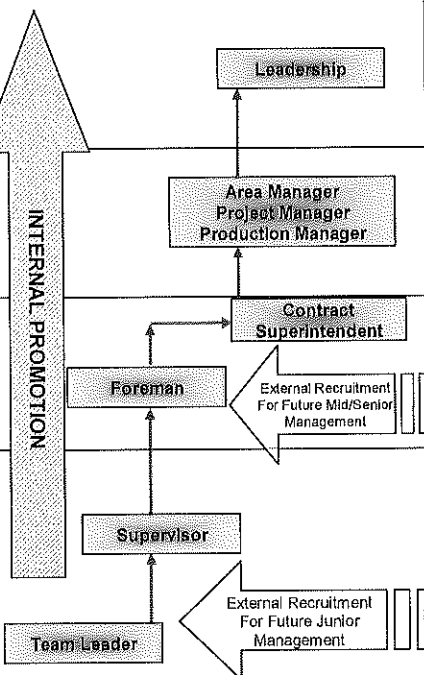 Leadership
Area Manager
Project Manager
Production Manager
INTERNAL PROMOTION
Contract
Superintendent
Foreman
External Recruitment
For Future Mid/Senior
Management
Supervisor
External Recruitment
For Future Junior
Management
Team Leader